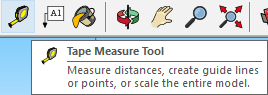 A1
Tape Measure Tool
Measure distances, create guide lines
or points, or scale the entire model.